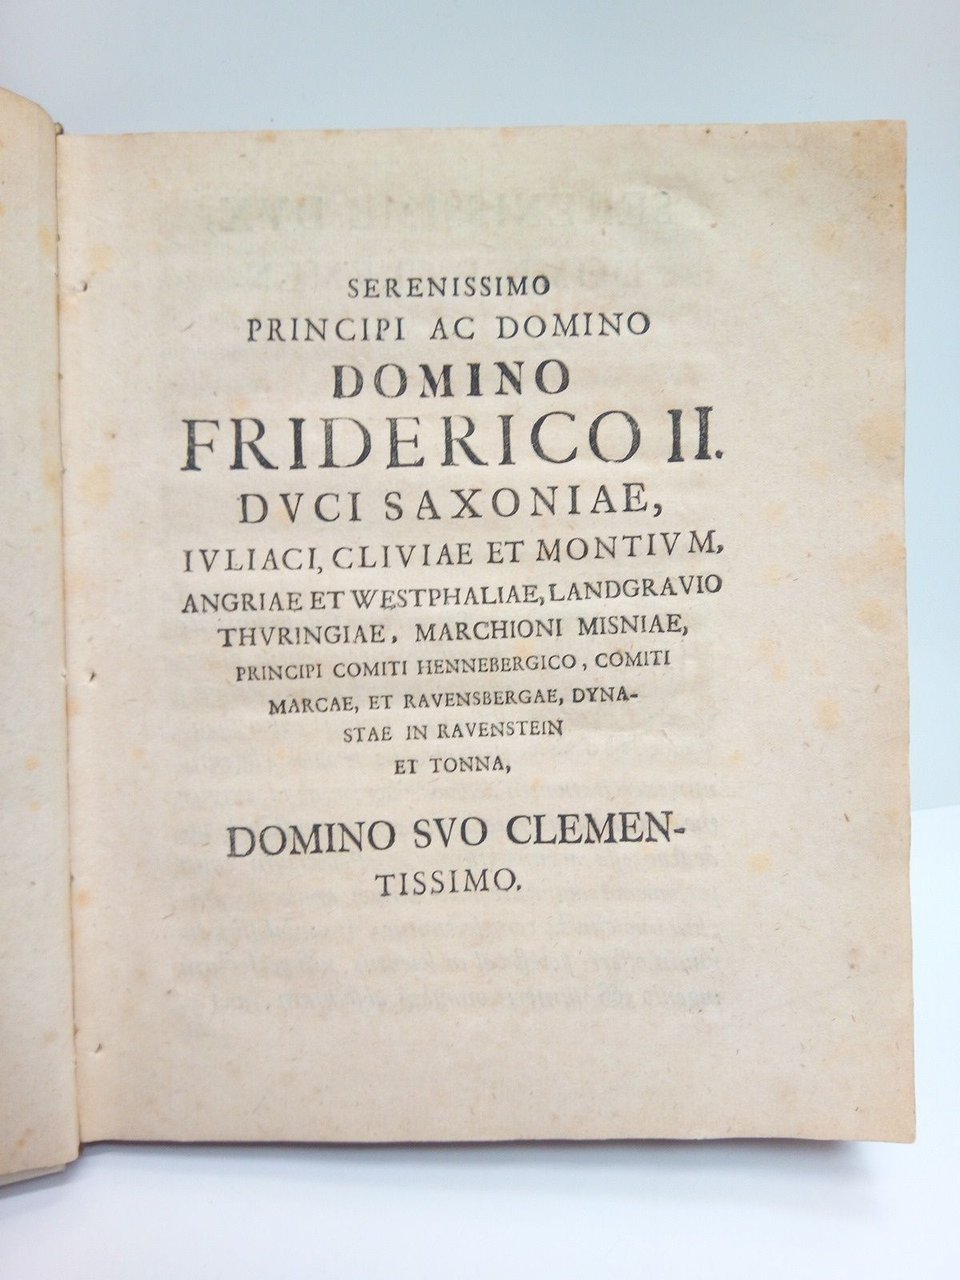 SERENISSIMO
PRINCIPI AC DOMINO
DOMINO
FRIDERICO II.
DVCI SAXONIAE,
IVLIACI, CLIVIAE ET MONTIVM,
ANGRIAE ET WESTPHALIAE, LANDGRAVIO
THVRINGIAE, MARCHIONI MISNIAE,
PRINCIPI COMITI HENNEBERGICO, COMITI
MARCAE, ET RAVENSBERGAE, DYNA-
STAE IN RAVENSTEIN
ET TONNA,
DOMINO SVO CLEMEN-
TISSIMO.